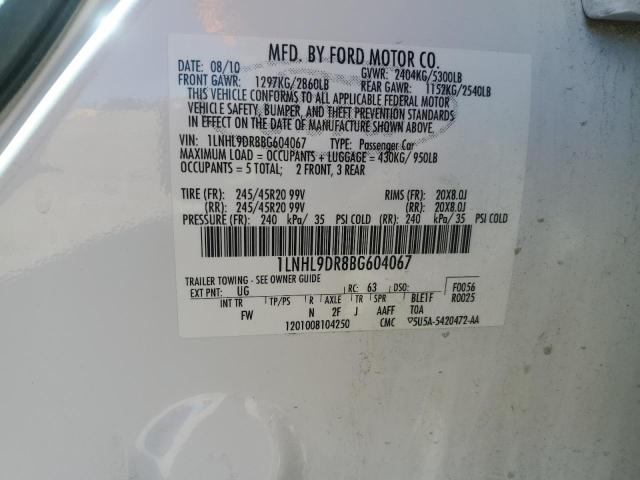 MFD. BY FORD MOTOR CO.
DATE: 08/10 GVWR: 2404KG/5300LB
FRONT GAWR: 1297KG/2860LB REAR GAWR: 1152KG/2540LB
THIS VEHICLE CONFORMS TO ALL APPLICABLE FEDERAL MOTOR
VEHICLE SAFETY, BUMPER, AND THEFT PREVENTION STANDARDS
IN EFFECT ON THE DATE OF MANUFACTURE SHOWN ABOVE.
VIN: 1LNHL9DR8BG604067 TYPE: Passenger Car
MAXIMUM LOAD = OCCUPANTS + LUGGAGE = 430KG/950LB
OCCUPANTS = 5 TOTAL; 2 FRONT, 3 REAR
TIRE (FR): 245/45R20 99V RIMS (FR): 20X8.0J
(RR): 245/45R20 99V (RR): 20X8.0J
PRESSURE (FR): 240 kPa/ 35 PSI COLD (RR): 240 kPa/ 35 PSI COLD
1LNHL9DR8BG604067
TRAILER TOWING - SEE OWNER GUIDE
EXT PNT: UG RC: 63 DSO: F0056
INT TR TP/PS R AXLE TR SPR BLE1F R0025
FW N 2F J AAFF T0A
1201008104250 CMC ▽5U5A-5420472-AA